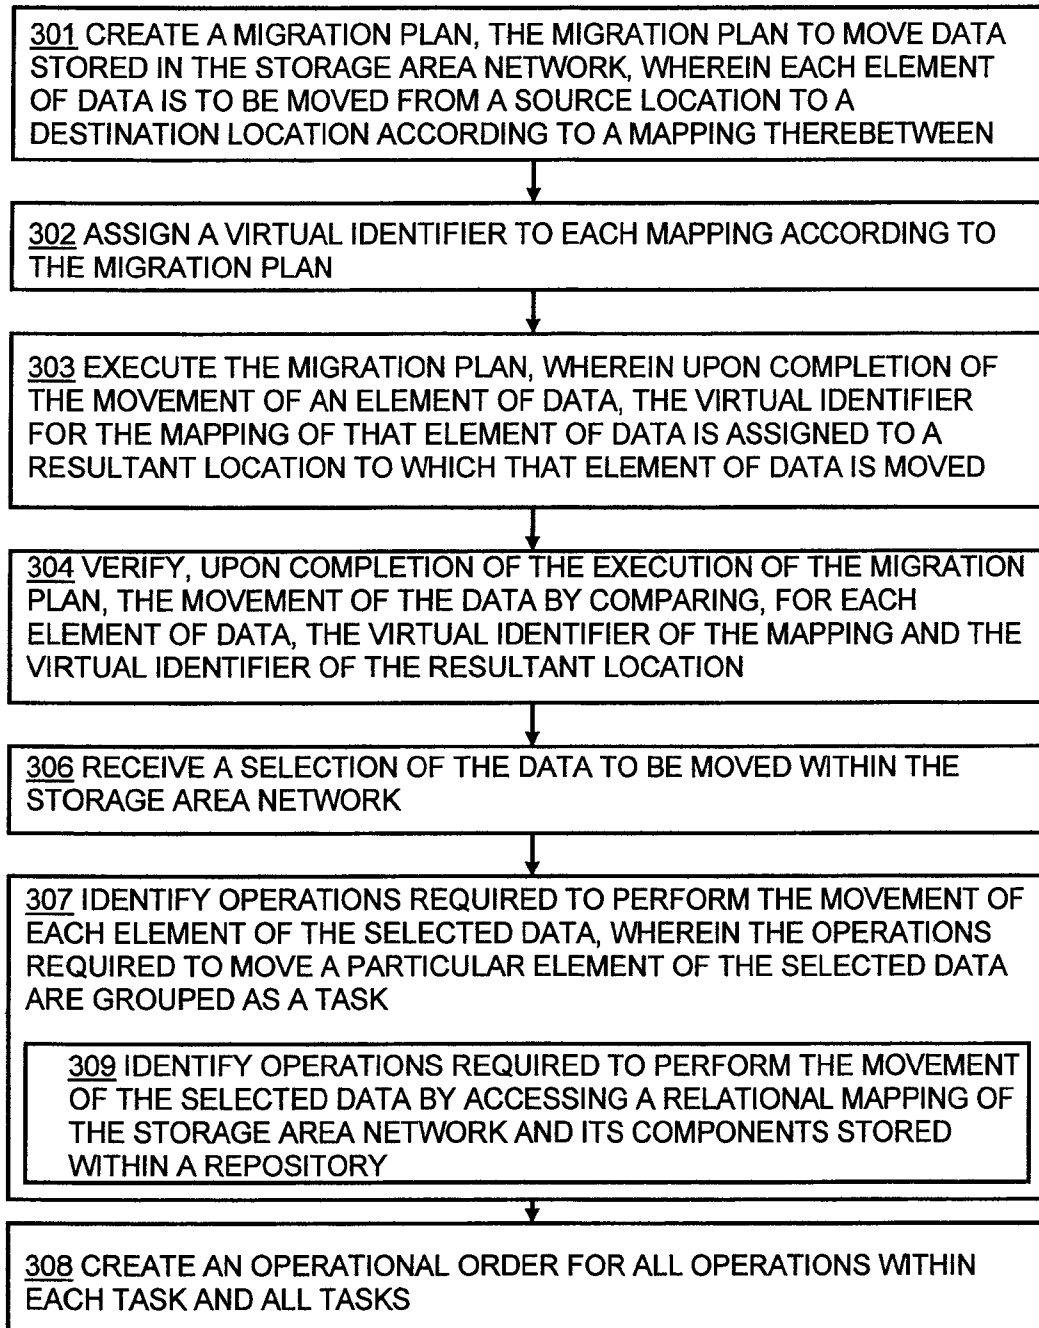 301 CREATE A MIGRATION PLAN, THE MIGRATION PLAN TO MOVE DATA
STORED IN THE STORAGE AREA NETWORK, WHEREIN EACH ELEMENT
OF DATA IS TO BE MOVED FROM A SOURCE LOCATION TO A
DESTINATION LOCATION ACCORDING TO A MAPPING THEREBETWEEN
302 ASSIGN A VIRTUAL IDENTIFIER TO EACH MAPPING ACCORDING TO
THE MIGRATION PLAN
303 EXECUTE THE MIGRATION PLAN, WHEREIN UPON COMPLETION OF
THE MOVEMENT OF AN ELEMENT OF DATA, THE VIRTUAL IDENTIFIER
FOR THE MAPPING OF THAT ELEMENT OF DATA IS ASSIGNED TO A
RESULTANT LOCATION TO WHICH THAT ELEMENT OF DATA IS MOVED
304 VERIFY, UPON COMPLETION OF THE EXECUTION OF THE MIGRATION
PLAN, THE MOVEMENT OF THE DATA BY COMPARING, FOR EACH
ELEMENT OF DATA, THE VIRTUAL IDENTIFIER OF THE MAPPING AND THE
VIRTUAL IDENTIFIER OF THE RESULTANT LOCATION
306 RECEIVE A SELECTION OF THE DATA TO BE MOVED WITHIN THE
STORAGE AREA NETWORK
307 IDENTIFY OPERATIONS REQUIRED TO PERFORM THE MOVEMENT OF
EACH ELEMENT OF THE SELECTED DATA, WHEREIN THE OPERATIONS
REQUIRED TO MOVE A PARTICULAR ELEMENT OF THE SELECTED DATA
ARE GROUPED AS A TASK
309 IDENTIFY OPERATIONS REQUIRED TO PERFORM THE MOVEMENT
OF THE SELECTED DATA BY ACCESSING A RELATIONAL MAPPING OF
THE STORAGE AREA NETWORK AND ITS COMPONENTS STORED
WITHIN A REPOSITORY
308 CREATE AN OPERATIONAL ORDER FOR ALL OPERATIONS WITHIN
EACH TASK AND ALL TASKS